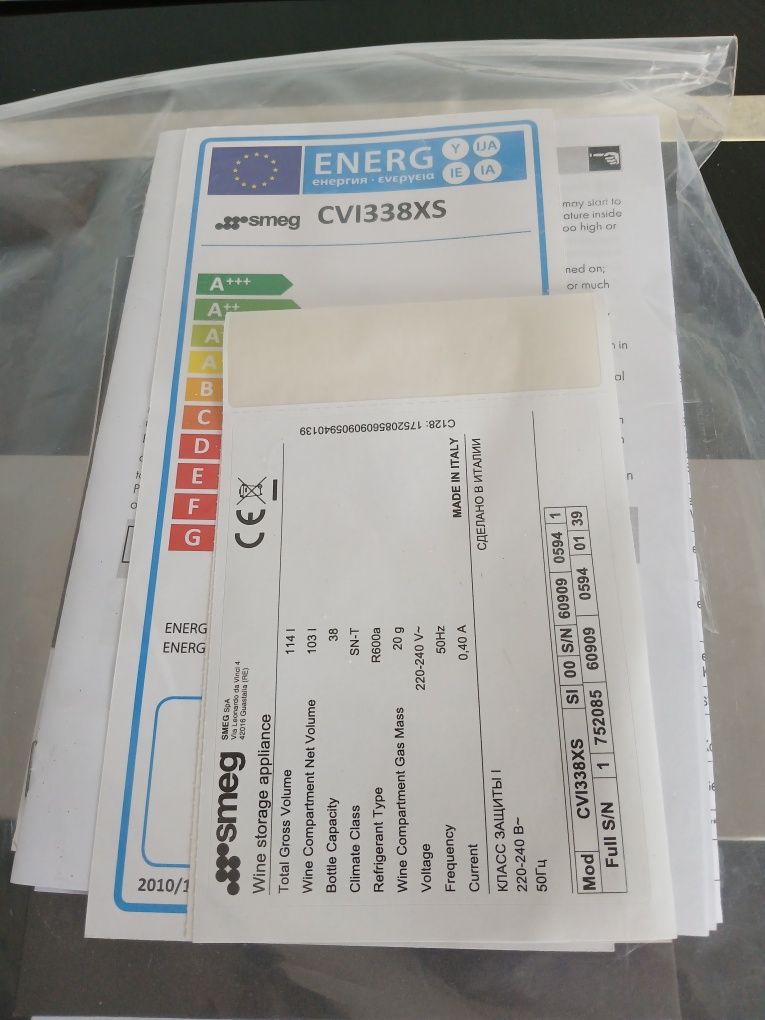 ENERG
енергия · ενεργεια
Y
IJA
IE
IA
smeg CVI338XS
A+++
A++
A
A
B
C
D
E
F
G
ENERG
ENERG
2010/1
may start to
ature inside
oo high or
ned on;
or much
in
al
n
smeg
SMEG SpA
Via Leonardo da Vinci 4
42016 Guastalla (RE)
CE
Wine storage appliance
Total Gross Volume 114 l
Wine Compartment Net Volume 103 l
Bottle Capacity 38
Climate Class SN-T
Refrigerant Type R600a
Wine Compartment Gas Mass 20 g
Voltage 220-240 V~
Frequency 50Hz
Current 0,40 A
MADE IN ITALY
СДЕЛАНО В ИТАЛИИ
КЛАСС ЗАЩИТЫ I
220-240 В~
50Гц
Mod CVI338XS SI 00 S/N 60909 0594 1
Full S/N 1 752085 60909 0594 01 39
C128: 17520856090905940139